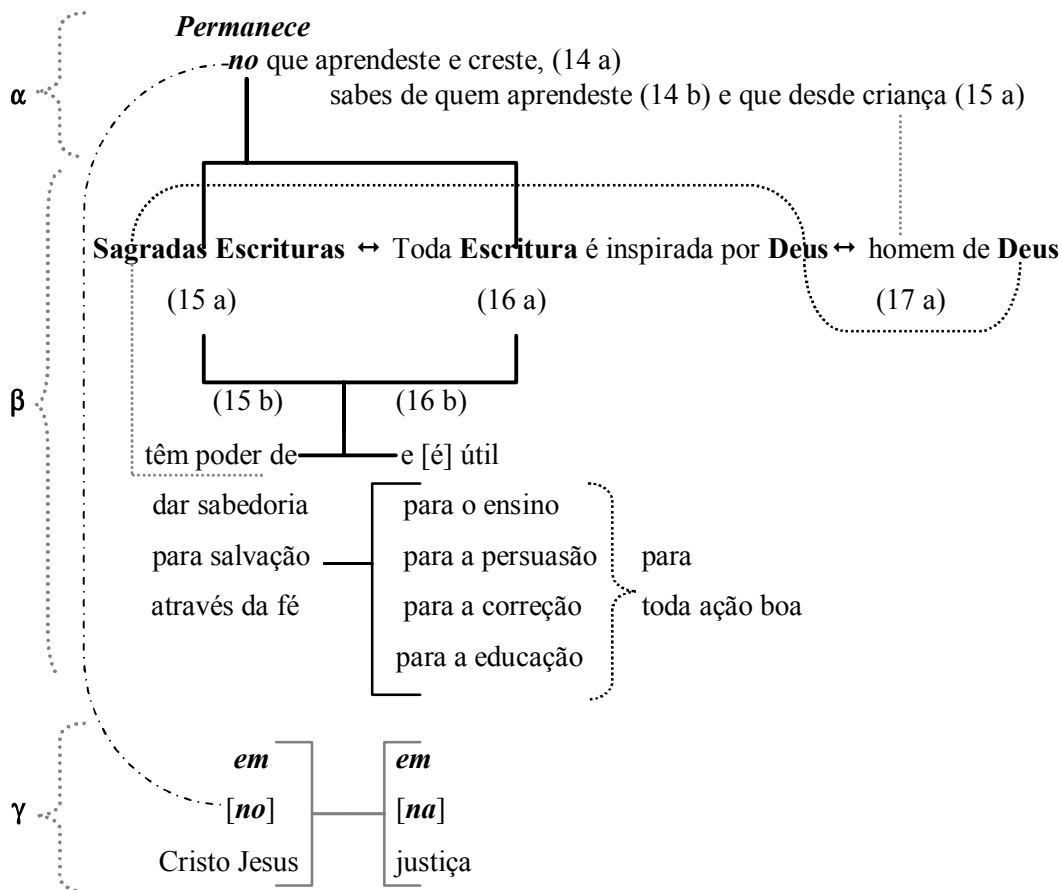 Permanece
α
no que aprendeste e creste, (14 a)
sabes de quem aprendeste (14 b) e que desde criança (15 a)
Sagradas Escrituras ↔ Toda Escritura é inspirada por Deus ↔ homem de Deus
(15 a) (16 a) (17 a)
β
(15 b) (16 b)
têm poder de e [é] útil
dar sabedoria para o ensino
para salvação para a persuasão para
através da fé para a correção toda ação boa
para a educação
em em
γ
[no] [na]
Cristo Jesus justiça